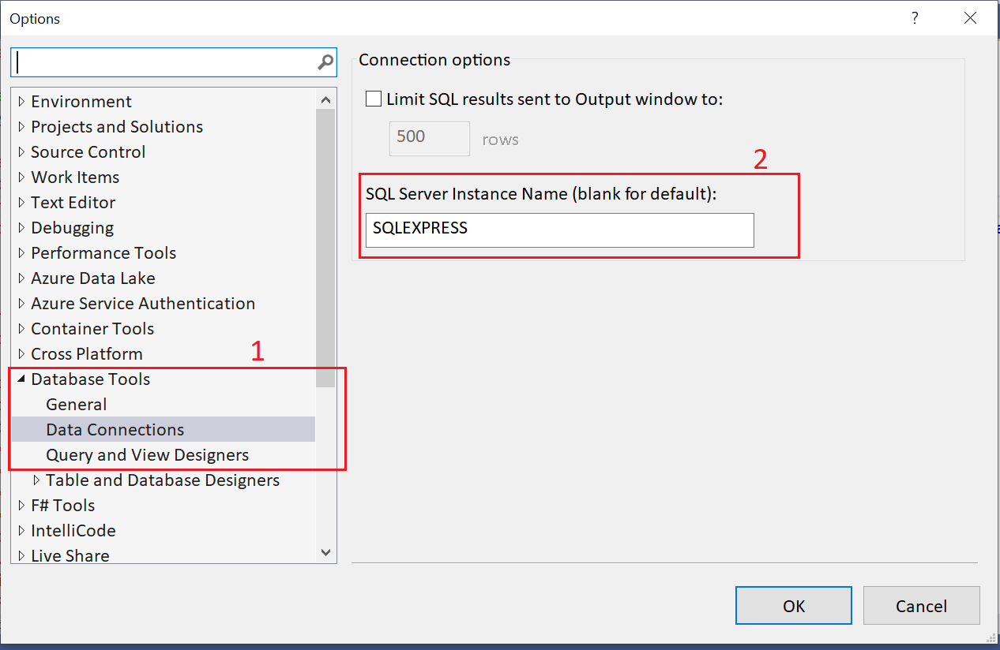 Options
?
Environment
Projects and Solutions
Source Control
Work Items
Text Editor
Debugging
Performance Tools
Azure Data Lake
Azure Service Authentication
Container Tools
Cross Platform
1
Database Tools
General
Data Connections
Query and View Designers
Table and Database Designers
F# Tools
IntelliCode
Live Share
Connection options
Limit SQL results sent to Output window to:
500 rows
2
SQL Server Instance Name (blank for default):
SQLEXPRESS
OK
Cancel